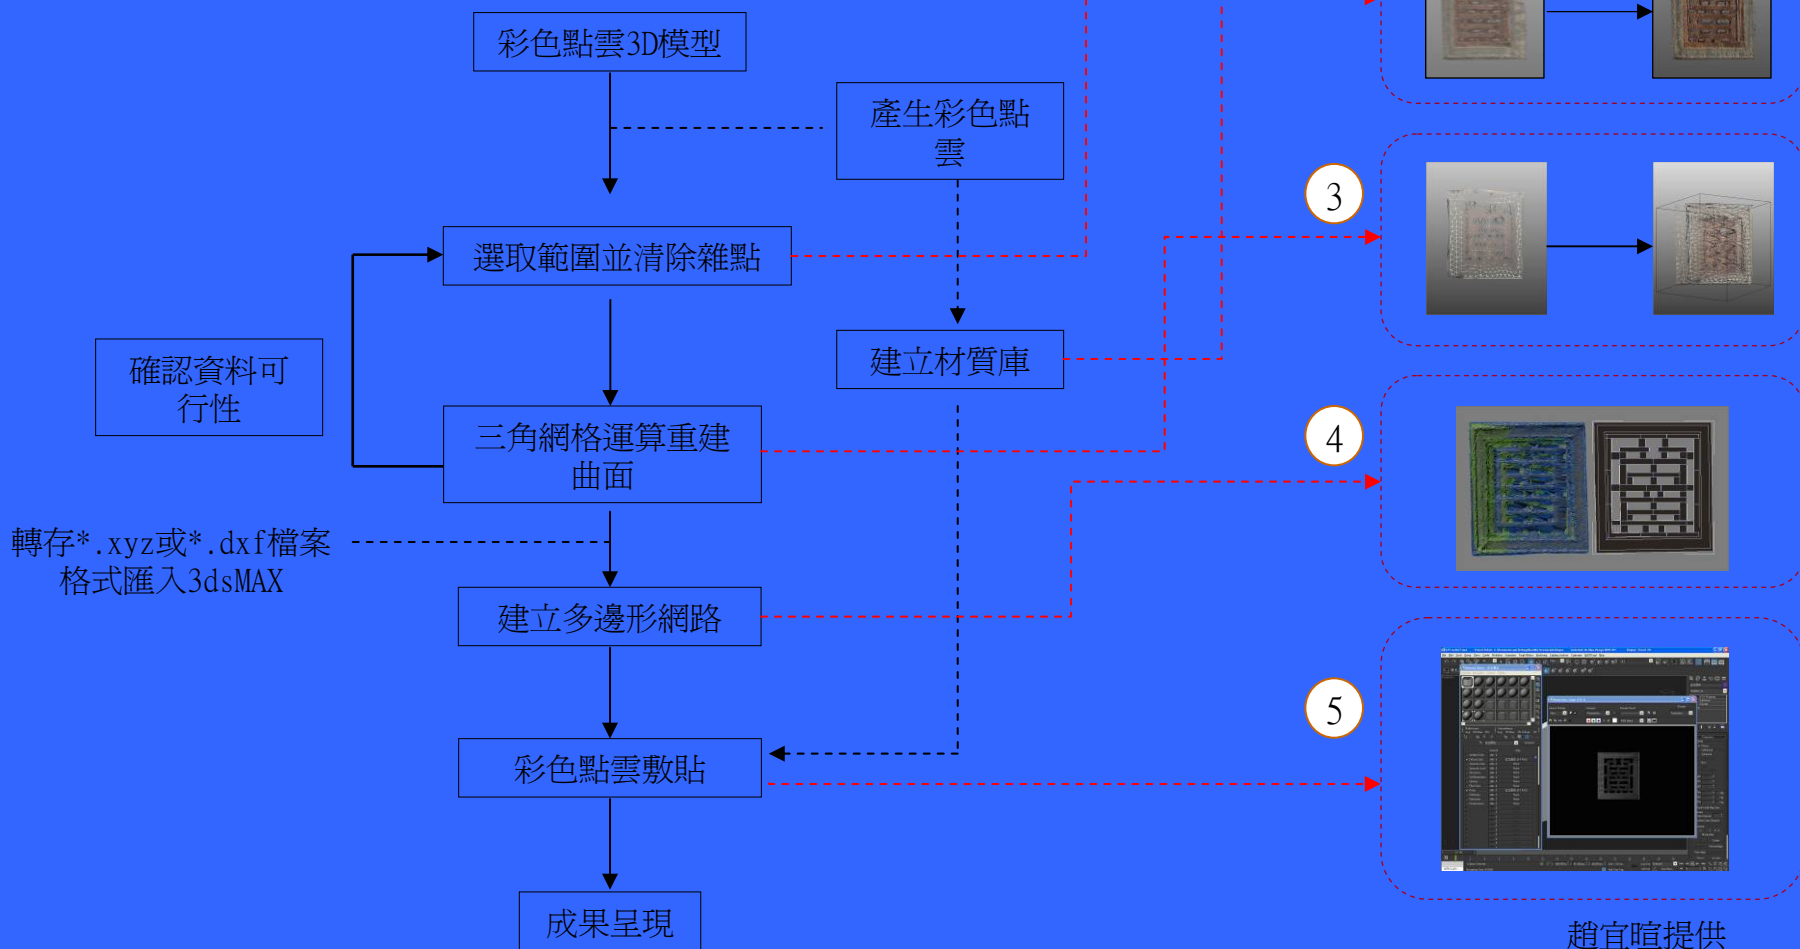 彩色點雲3D模型
產生彩色點
雲
選取範圍並清除雜點
3
確認資料可
行性
建立材質庫
三角網格運算重建
曲面
4
轉存*.xyz或*.dxf檔案
格式匯入3dsMAX
建立多邊形網路
5
彩色點雲敷貼
成果呈現
趙宜暄提供